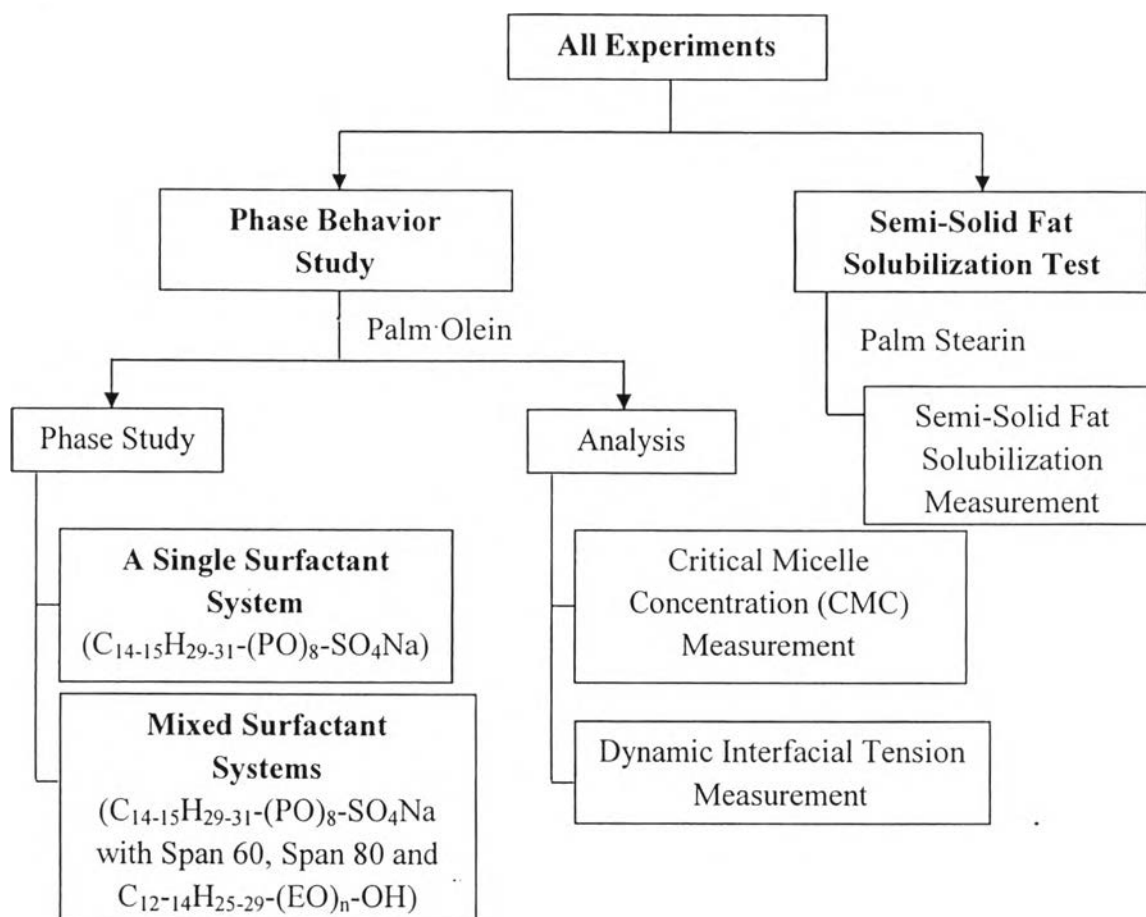 All Experiments
Phase Behavior
Study
Semi-Solid Fat
Solubilization Test
Palm Olein
Palm Stearin
Phase Study
Analysis
Semi-Solid Fat
Solubilization
Measurement
A Single Surfactant
System
(C₁₄₋₁₅H₂₉₋₃₁-(PO)₈-SO₄Na)
Critical Micelle
Concentration (CMC)
Measurement
Mixed Surfactant
Systems
(C₁₄₋₁₅H₂₉₋₃₁-(PO)₈-SO₄Na
with Span 60, Span 80 and
C₁₂-₁₄H₂₅₋₂₉-(EO)ₙ-OH)
Dynamic Interfacial Tension
Measurement